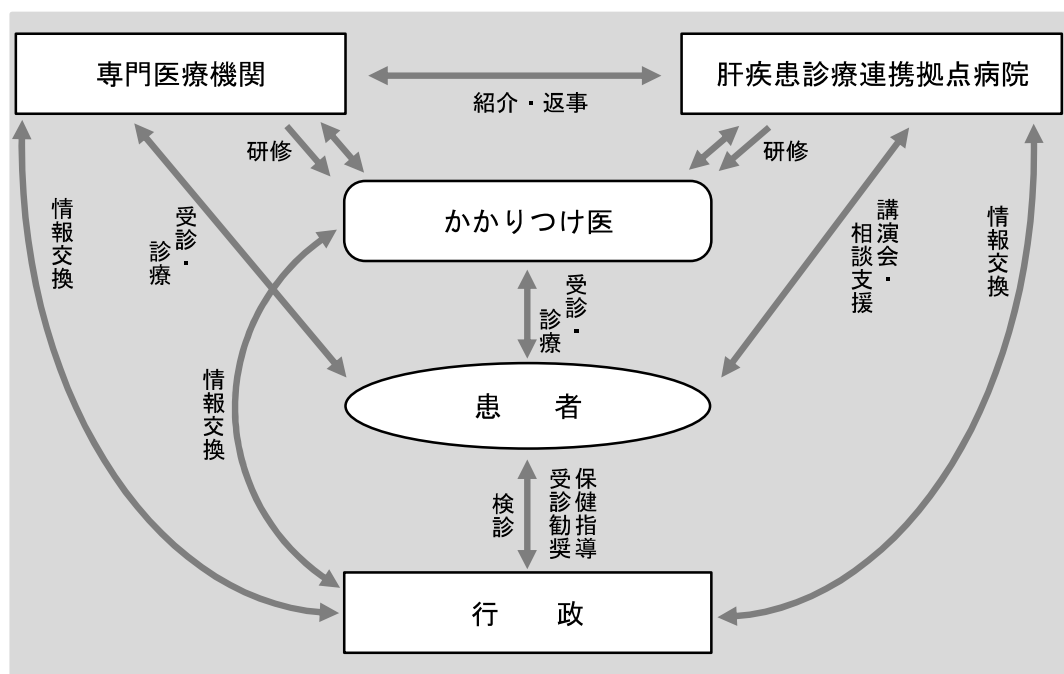 専門医療機関
肝疾患診療連携拠点病院
紹介・返事
研修
研修
かかりつけ医
情報交換
受診・
診療
講演会・
相談支援
情報交換
受診・
診療
情報交換
患　者
検診
保健指導
受診勧奨
行　政